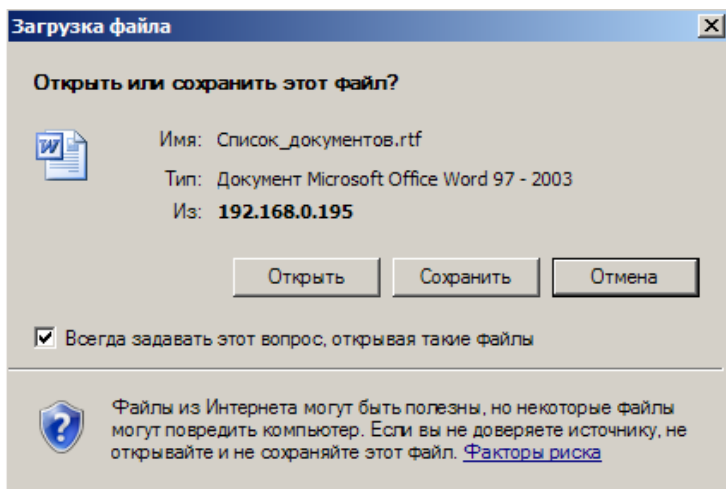 Загрузка файла
Открыть или сохранить этот файл?
Имя: Список_документов.rtf
Тип: Документ Microsoft Office Word 97 - 2003
Из: 192.168.0.195
Открыть Сохранить Отмена
Всегда задавать этот вопрос, открывая такие файлы
Файлы из Интернета могут быть полезны, но некоторые файлы
могут повредить компьютер. Если вы не доверяете источнику, не
открывайте и не сохраняйте этот файл. Факторы риска